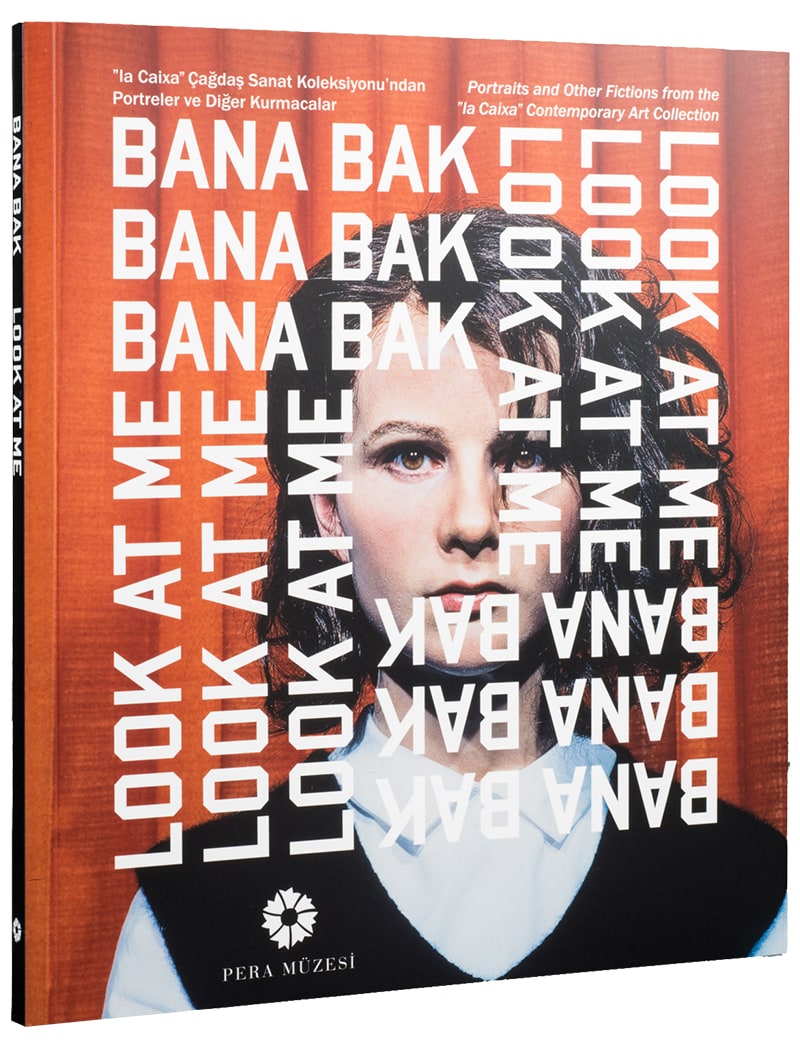 "la Caixa" Çağdaş Sanat Koleksiyonu'ndan
Portreler ve Diğer Kurmacalar
Portraits and Other Fictions from the
"la Caixa" Contemporary Art Collection
BANA BAK
BANA BAK
BANA BAK
LOOK AT ME
LOOK AT ME
LOOK AT ME
LOOK AT ME
LOOK AT ME
LOOK AT ME
BANA BAK
BANA BAK
BANA BAK
PERA MÜZESİ
BANA BAK LOOK AT ME